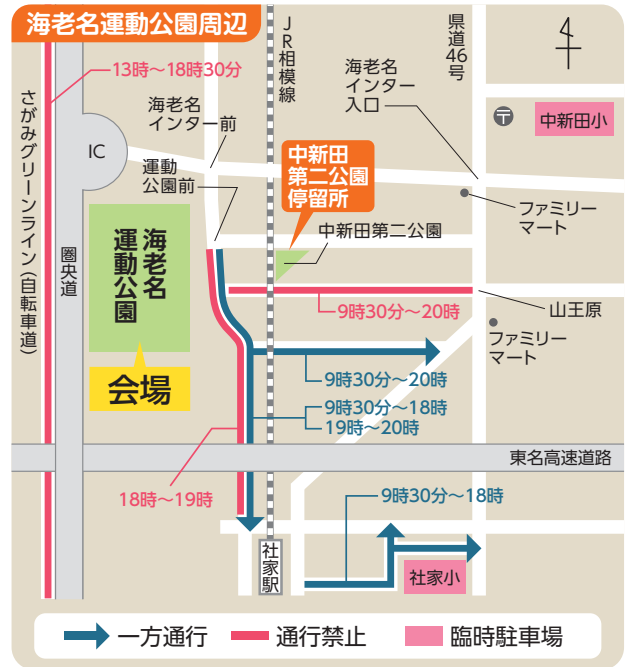 海老名運動公園周辺
13時～18時30分
さがみグリーンライン(自転車道)
圏央道
IC
海老名
インター前
運動
公園前
JR相模線
海老名
インター
入口
県道46号
〒
中新田小
中新田
第二公園
停留所
中新田第二公園
ファミリー
マート
海老名
運動公園
会場
9時30分～20時
山王原
ファミリー
マート
9時30分～20時
9時30分～18時
19時～20時
東名高速道路
18時～19時
9時30分～18時
社家駅
社家小
一方通行
通行禁止
臨時駐車場